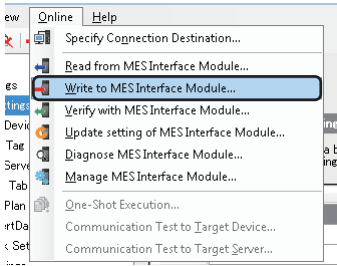 ew Online Help
Specify Connection Destination...
Read from MES Interface Module...
gs Write to MES Interface Module...
ttings Verify with MES Interface Module...
Devic Update setting of MES Interface Module...
Tag Diagnose MES Interface Module...
Serve Manage MES Interface Module...
Tab
Plan One-Shot Execution...
ertDa Communication Test to Target Device...
k Set Communication Test to Target Server...